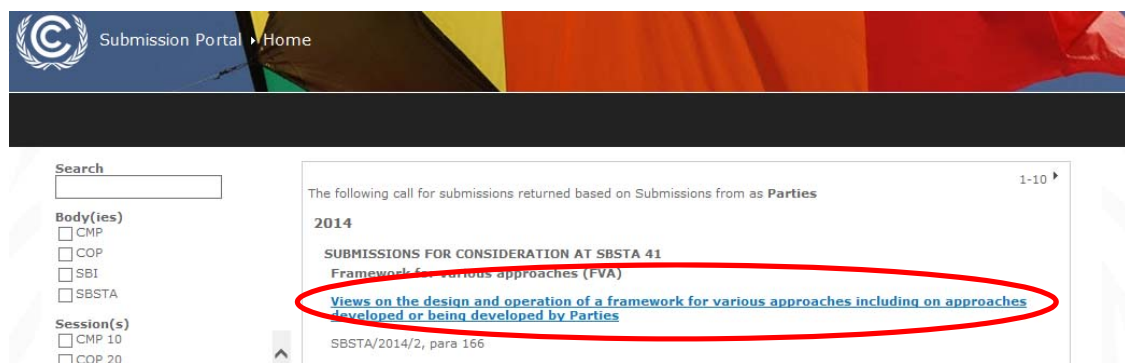 Submission Portal › Home
Search
Body(ies)
CMP
COP
SBI
SBSTA
Session(s)
CMP 10
COP 20
1-10
The following call for submissions returned based on Submissions from as Parties
2014
SUBMISSIONS FOR CONSIDERATION AT SBSTA 41
Framework for various approaches (FVA)
Views on the design and operation of a framework for various approaches including on approaches
developed or being developed by Parties
SBSTA/2014/2, para 166